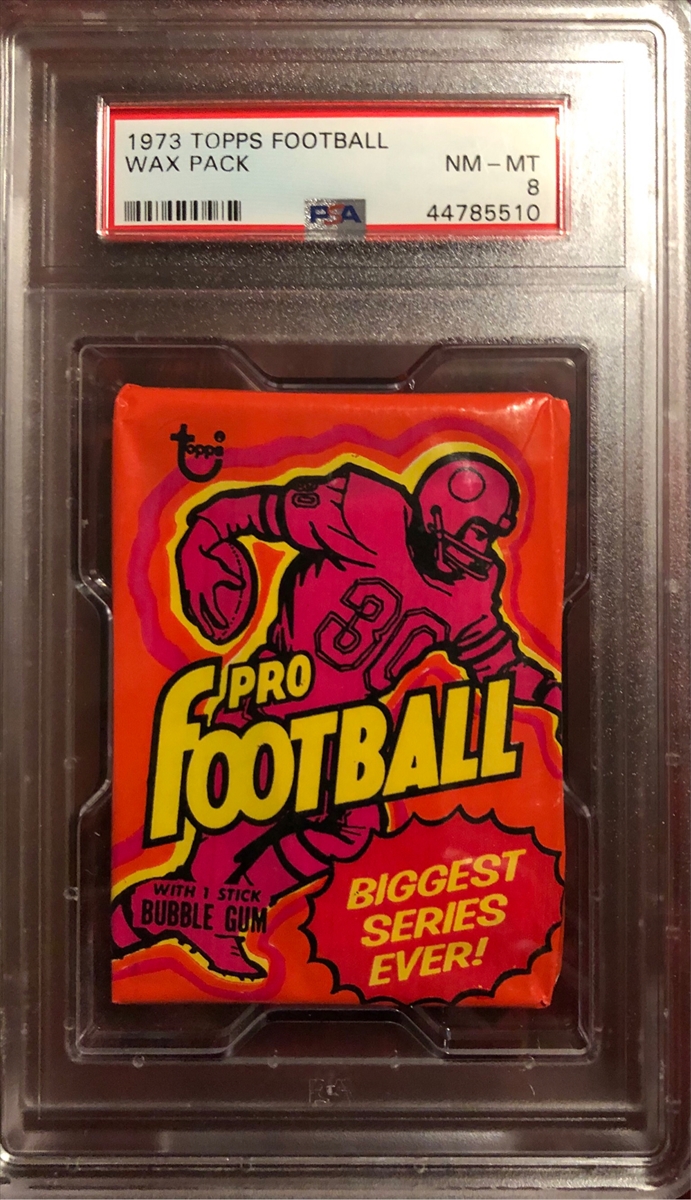 1973 TOPPS FOOTBALL
WAX PACK NM - MT
8
PSA 44785510
Topps
30
PRO
FOOTBALL
WITH 1 STICK
BUBBLE GUM
BIGGEST
SERIES
EVER!
PSA